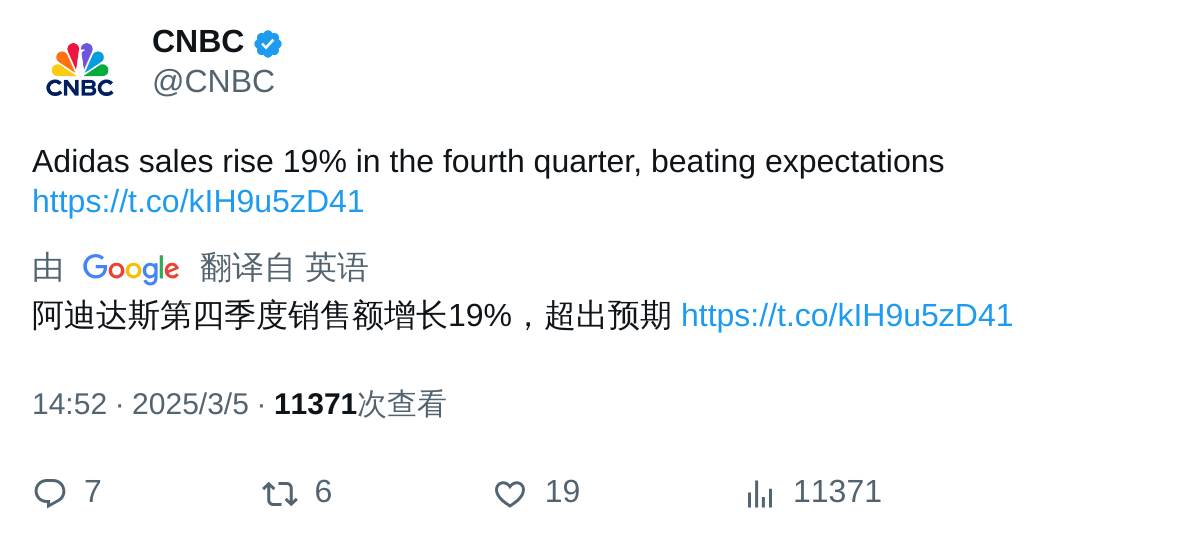 CNBC
CNBC
@CNBC
Adidas sales rise 19% in the fourth quarter, beating expectations
https://t.co/kIH9u5zD41
由 Google 翻译自 英语
阿迪达斯第四季度销售额增长19%，超出预期 https://t.co/kIH9u5zD41
14:52 · 2025/3/5 · 11371次查看
7 6 19 11371